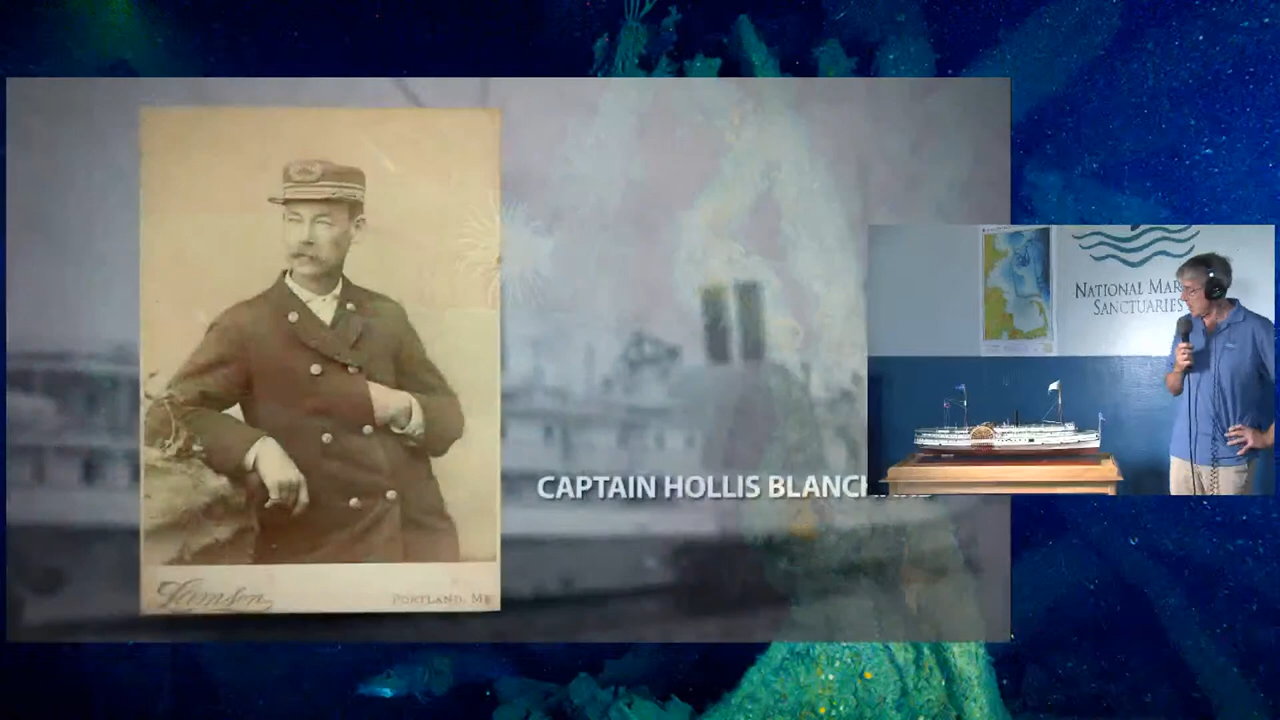 Lamson
PORTLAND, ME
CAPTAIN HOLLIS BLANCH
NATIONAL MAR
SANCTUARIES